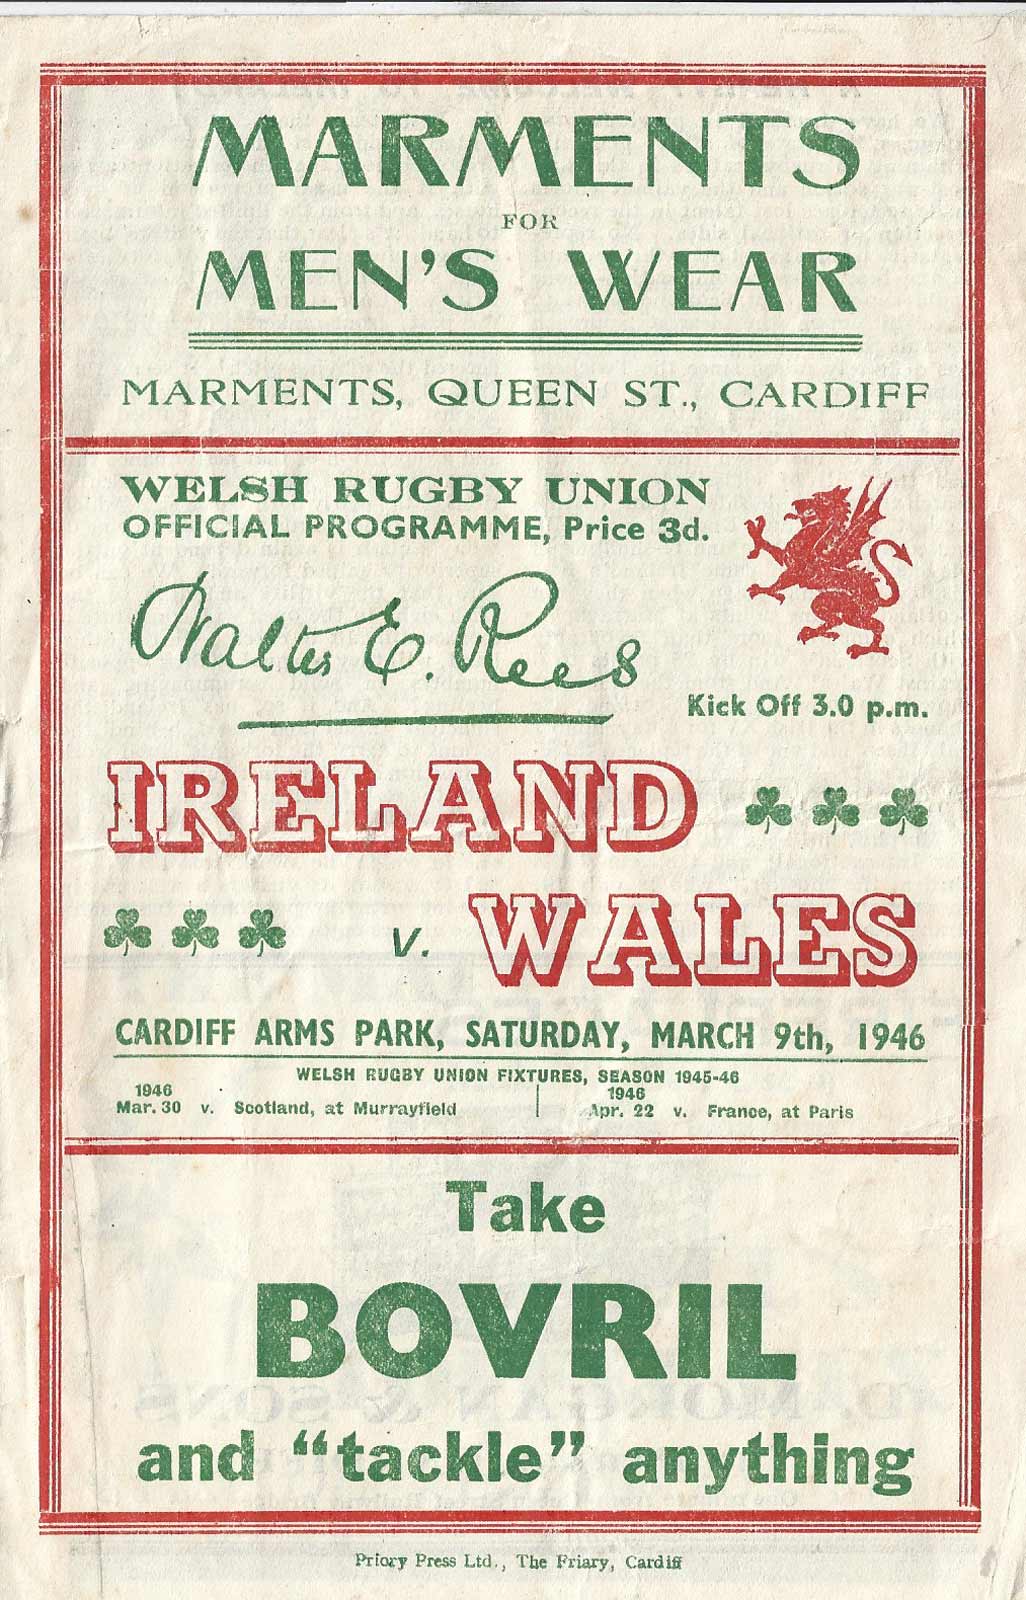 MARMENTS
FOR
MEN'S WEAR
MARMENTS, QUEEN ST., CARDIFF
WELSH RUGBY UNION
OFFICIAL PROGRAMME, Price 3d.
Walter E. Rees
Kick Off 3.0 p.m.
IRELAND
v. WALES
CARDIFF ARMS PARK, SATURDAY, MARCH 9th, 1946
WELSH RUGBY UNION FIXTURES, SEASON 1945-46
1946 1946
Mar. 30 v. Scotland, at Murrayfield Apr. 22 v. France, at Paris
Take
BOVRIL
and "tackle" anything
Priory Press Ltd., The Friary, Cardiff